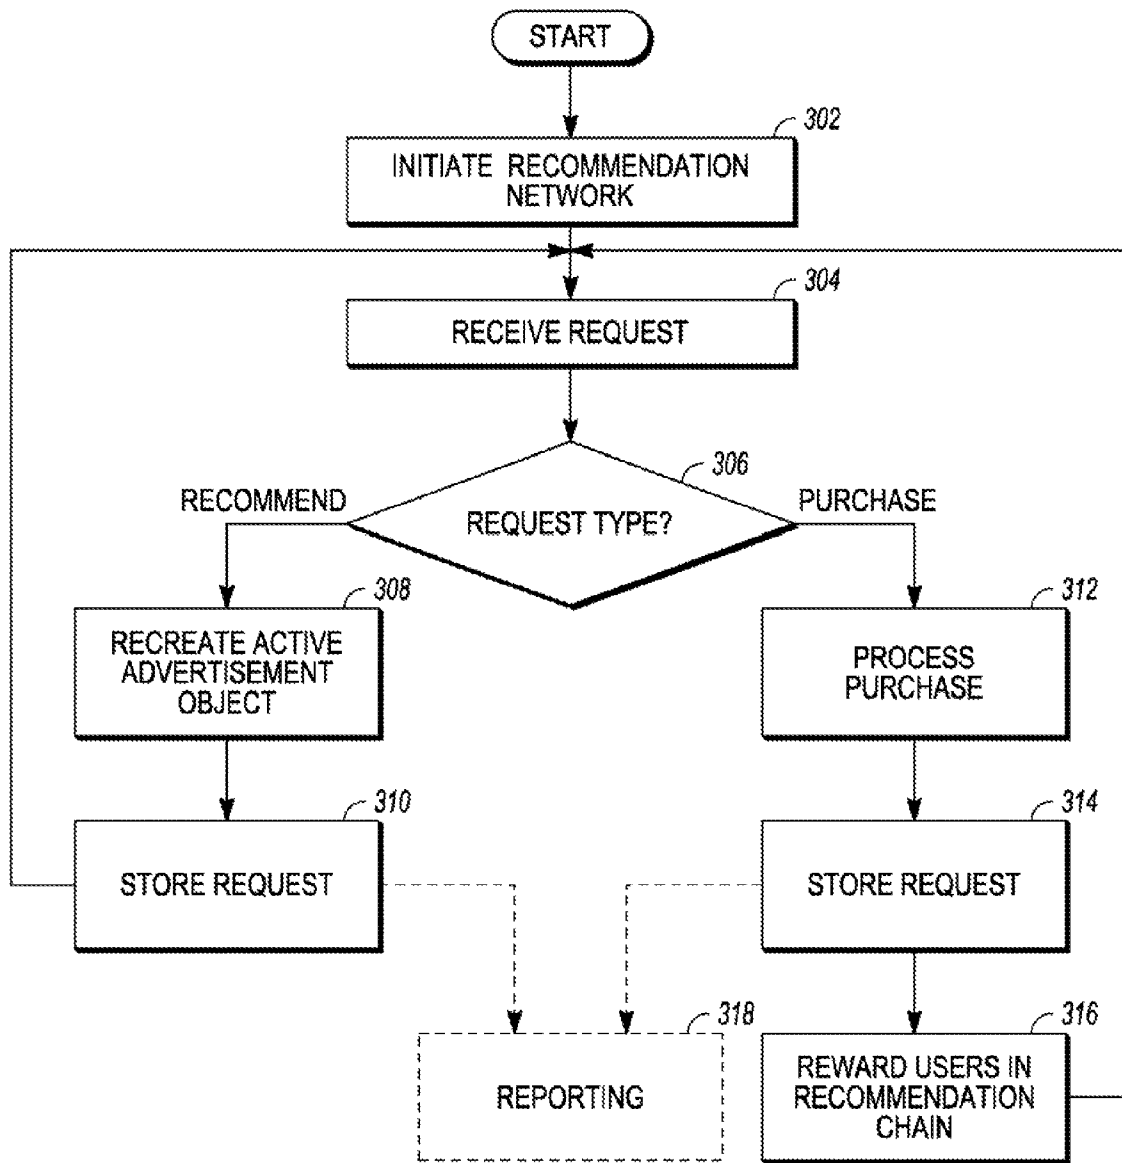 START
302
INITIATE RECOMMENDATION
NETWORK
304
RECEIVE REQUEST
306
RECOMMEND
PURCHASE
REQUEST TYPE?
308
RECREATE ACTIVE
ADVERTISEMENT
OBJECT
312
PROCESS
PURCHASE
310
STORE REQUEST
314
STORE REQUEST
318
REPORTING
316
REWARD USERS IN
RECOMMENDATION
CHAIN